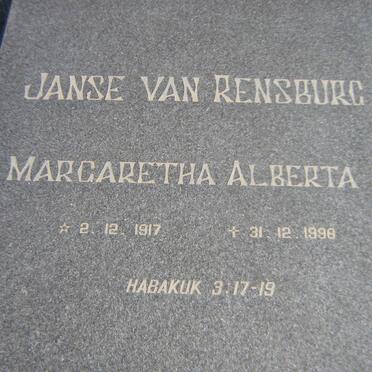 JANSE VAN RENSBURG
MARGARETHA ALBERTA
☆ 2.12.1917 ✝ 31.12.1998
HABAKUK 3:17-19